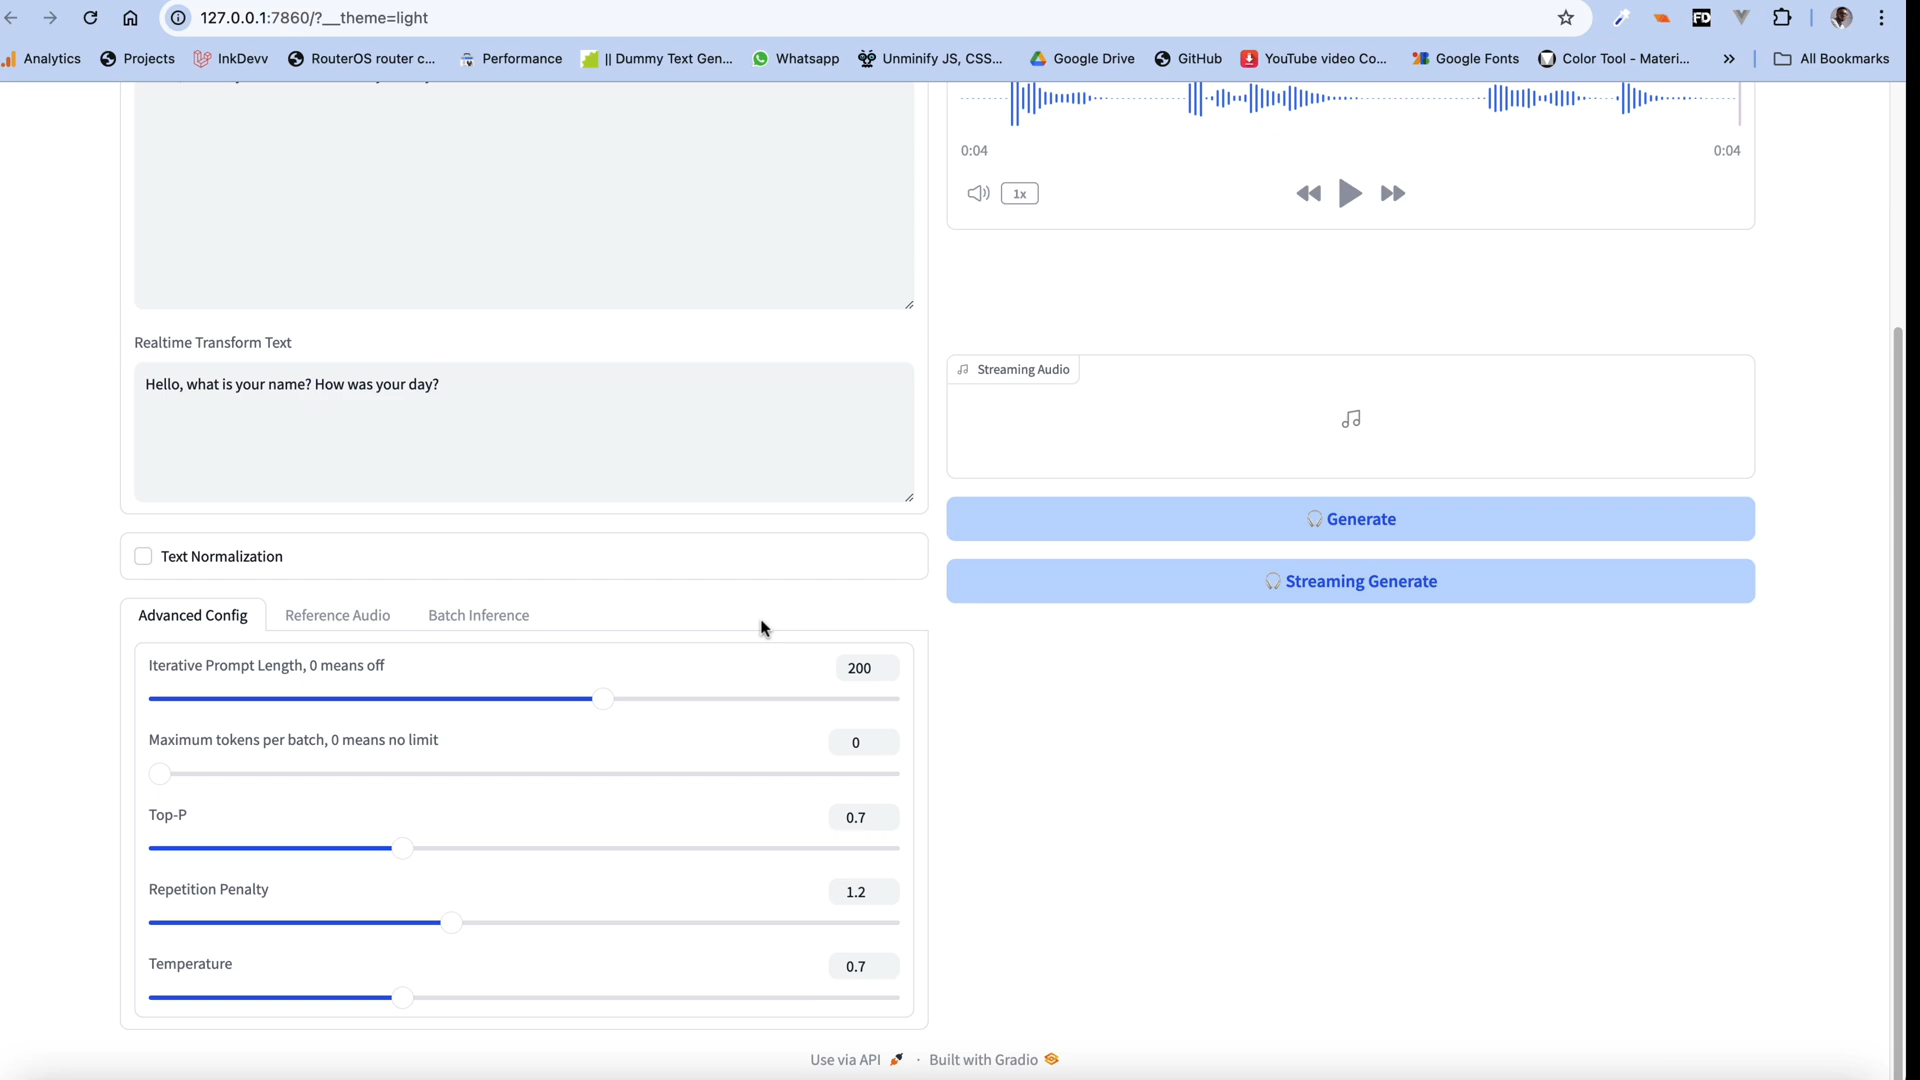 127.0.0.1:7860/?__theme=light
Analytics
Projects
InkDevv
RouterOS router c...
Performance
|| Dummy Text Gen...
Whatsapp
Unminify JS, CSS...
Google Drive
GitHub
YouTube video Co...
Google Fonts
Color Tool - Materi...
»
All Bookmarks
FD
0:04
0:04
1x
Realtime Transform Text
Hello, what is your name? How was your day?
Streaming Audio
Generate
Streaming Generate
Text Normalization
Advanced Config
Reference Audio
Batch Inference
Iterative Prompt Length, 0 means off
200
Maximum tokens per batch, 0 means no limit
0
Top-P
0.7
Repetition Penalty
1.2
Temperature
0.7
Use via API
·
Built with Gradio